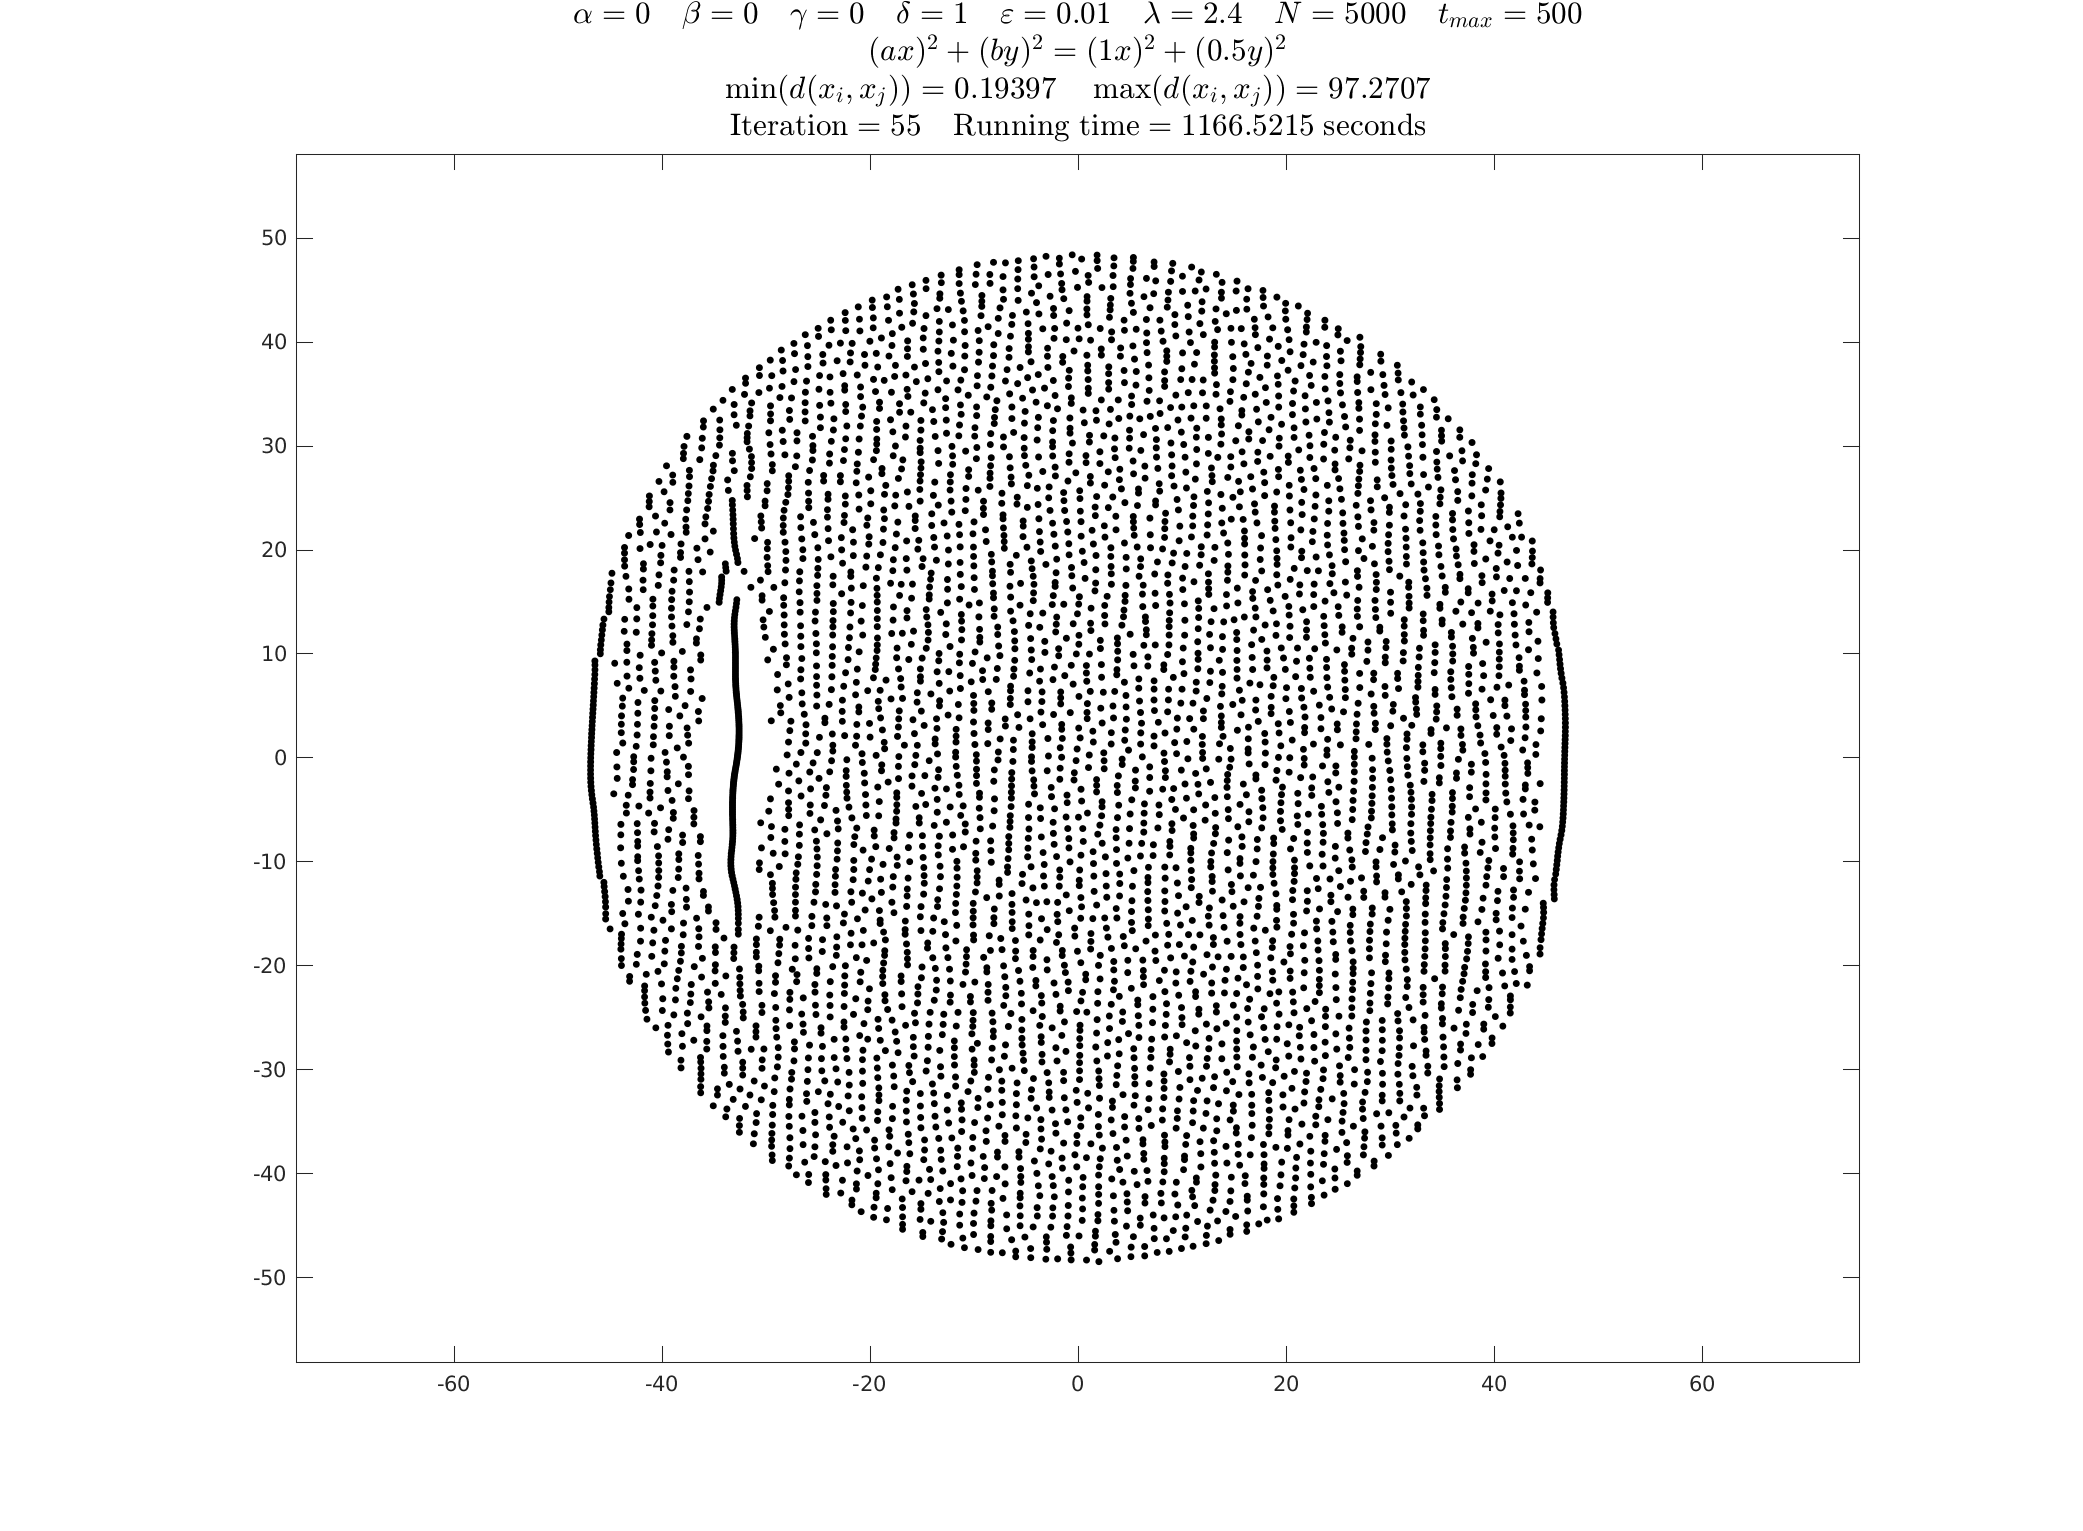 α = 0 β = 0 γ = 0 δ = 1 ε = 0.01 λ = 2.4 N = 5000 t_{max} = 500
(ax)² + (by)² = (1x)² + (0.5y)²
min(d(x_i, x_j)) = 0.19397 max(d(x_i, x_j)) = 97.2707
Iteration = 55 Running time = 1166.5215 seconds
50
40
30
20
10
0
-10
-20
-30
-40
-50
-60 -40 -20 0 20 40 60